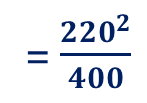 = 220² / 400